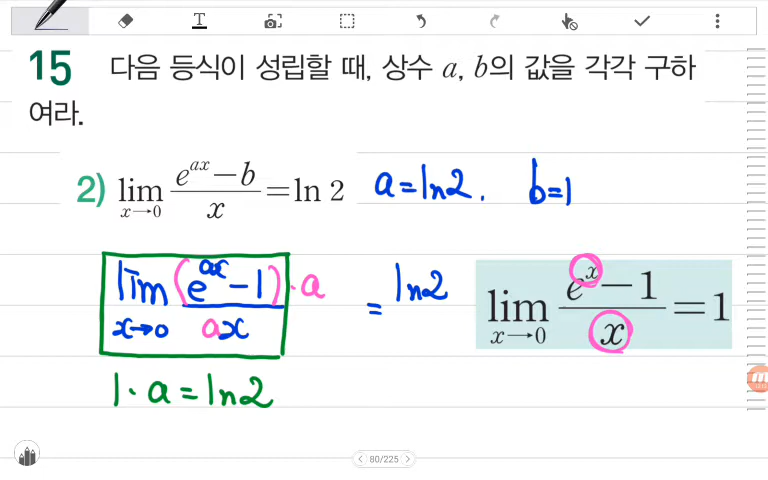 15 다음 등식이 성립할 때, 상수 a, b의 값을 각각 구하
여라.
2) lim_{x→0} (e^{ax} − b)/x = ln 2 a = ln2. b=1
lim_{x→0} (e^{ax} − 1)/(ax) · a = ln2 lim_{x→0} (e^x − 1)/x = 1
1 · a = ln2
80/225